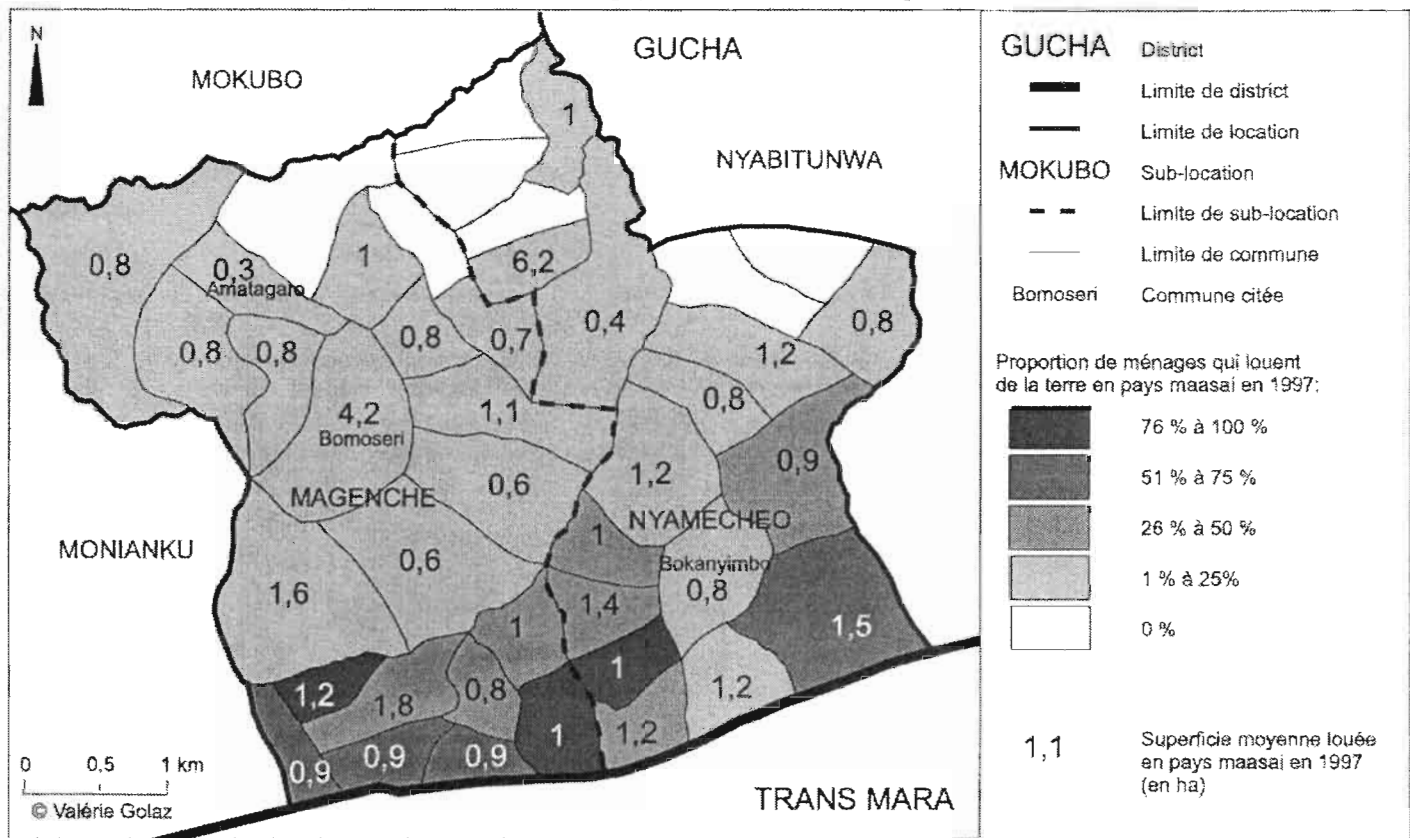 N
GUCHA
MOKUBO
1
NYABITUNWA
0,8
0,3
Amatagaro
1
6,2
0,8
0,8
0,8
0,7
0,4
1,2
0,8
0,8
4,2
Bomoseri
1,1
0,9
0,6
1,2
MAGENCHE
NYAMECHEO
MONIANKU
1
Bokanyimbo
0,8
1,6
0,6
1
1,4
1,5
1,2
1,8
0,8
1
1,2
1
1,2
0,9
0,9
0,9
0 0,5 1 km
© Valérie Golaz
TRANS MARA
GUCHA District
Limite de district
Limite de location
MOKUBO Sub-location
Limite de sub-location
Limite de commune
Bomoseri Commune citée
Proportion de ménages qui louent
de la terre en pays maasai en 1997:
76 % à 100 %
51 % à 75 %
26 % à 50 %
1 % à 25%
0 %
1,1 Superficie moyenne louée
en pays maasai en 1997
(en ha)